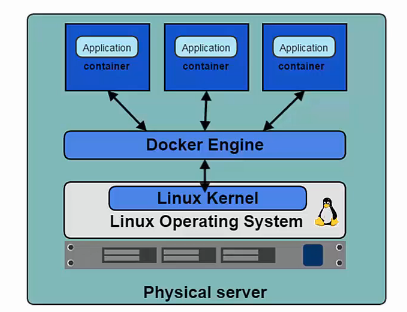 Application
container
Application
container
Application
container
Docker Engine
Linux Kernel
Linux Operating System
Physical server